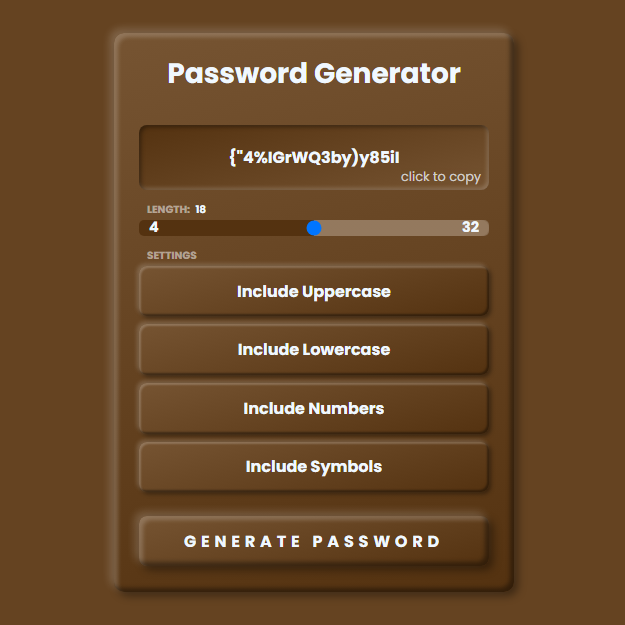 Password Generator
{"4%IGrWQ3by)y85iI
click to copy
LENGTH: 18
4 32
SETTINGS
Include Uppercase
Include Lowercase
Include Numbers
Include Symbols
GENERATE PASSWORD